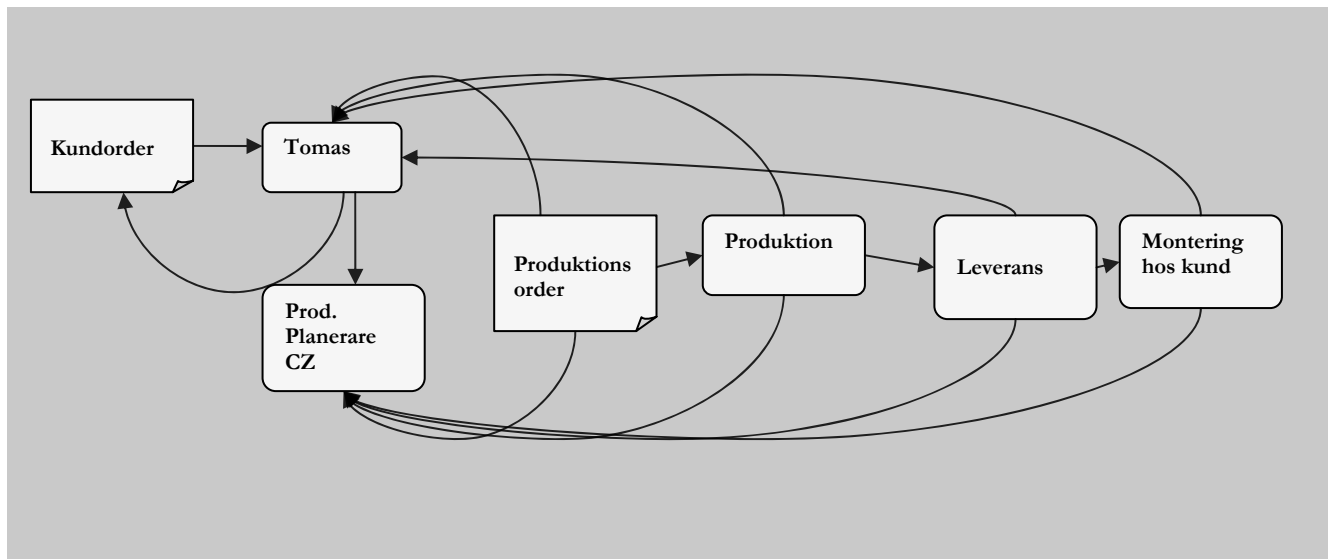 Kundorder
Tomas
Produktions
order
Produktion
Leverans
Montering
hos kund
Prod.
Planerare
CZ